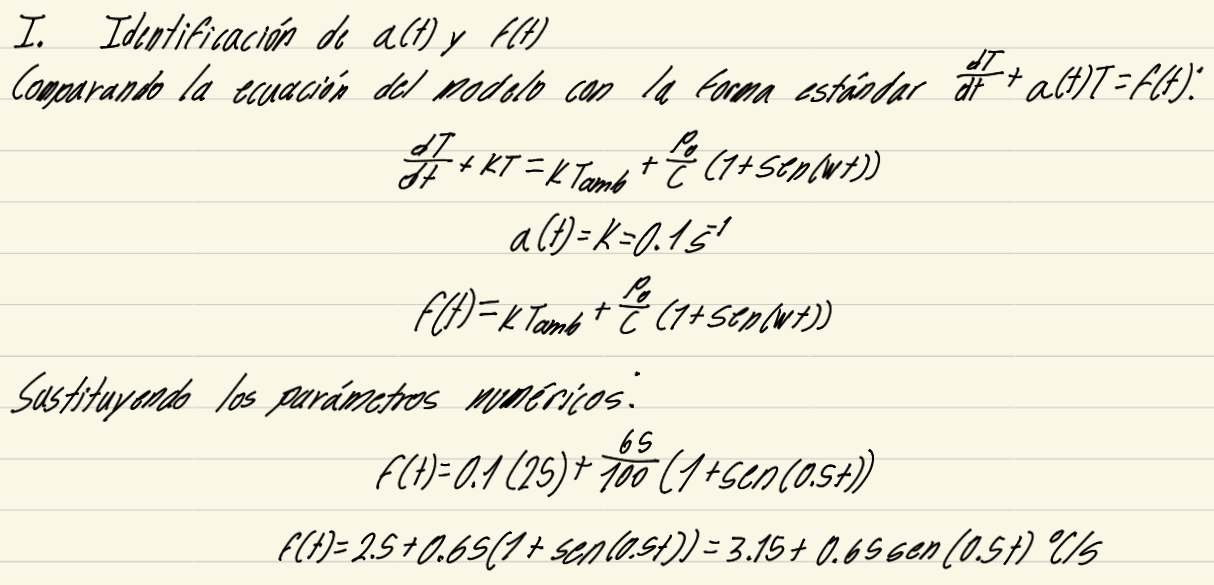 I. Identificación de a(t) y f(t)
Comparando la ecuación del modelo con la forma estándar dT/dt + a(t)T = f(t):
dT/dt + KT = KTamb + P₀/C (1 + sen(wt))
a(t) = K = 0.1 s⁻¹
f(t) = KTamb + P₀/C (1 + sen(wt))
Sustituyendo los parámetros numéricos:
f(t) = 0.1(25) + 65/100 (1 + sen(0.5t))
f(t) = 2.5 + 0.65(1 + sen(0.5t)) = 3.15 + 0.65 sen(0.5t) °C/s